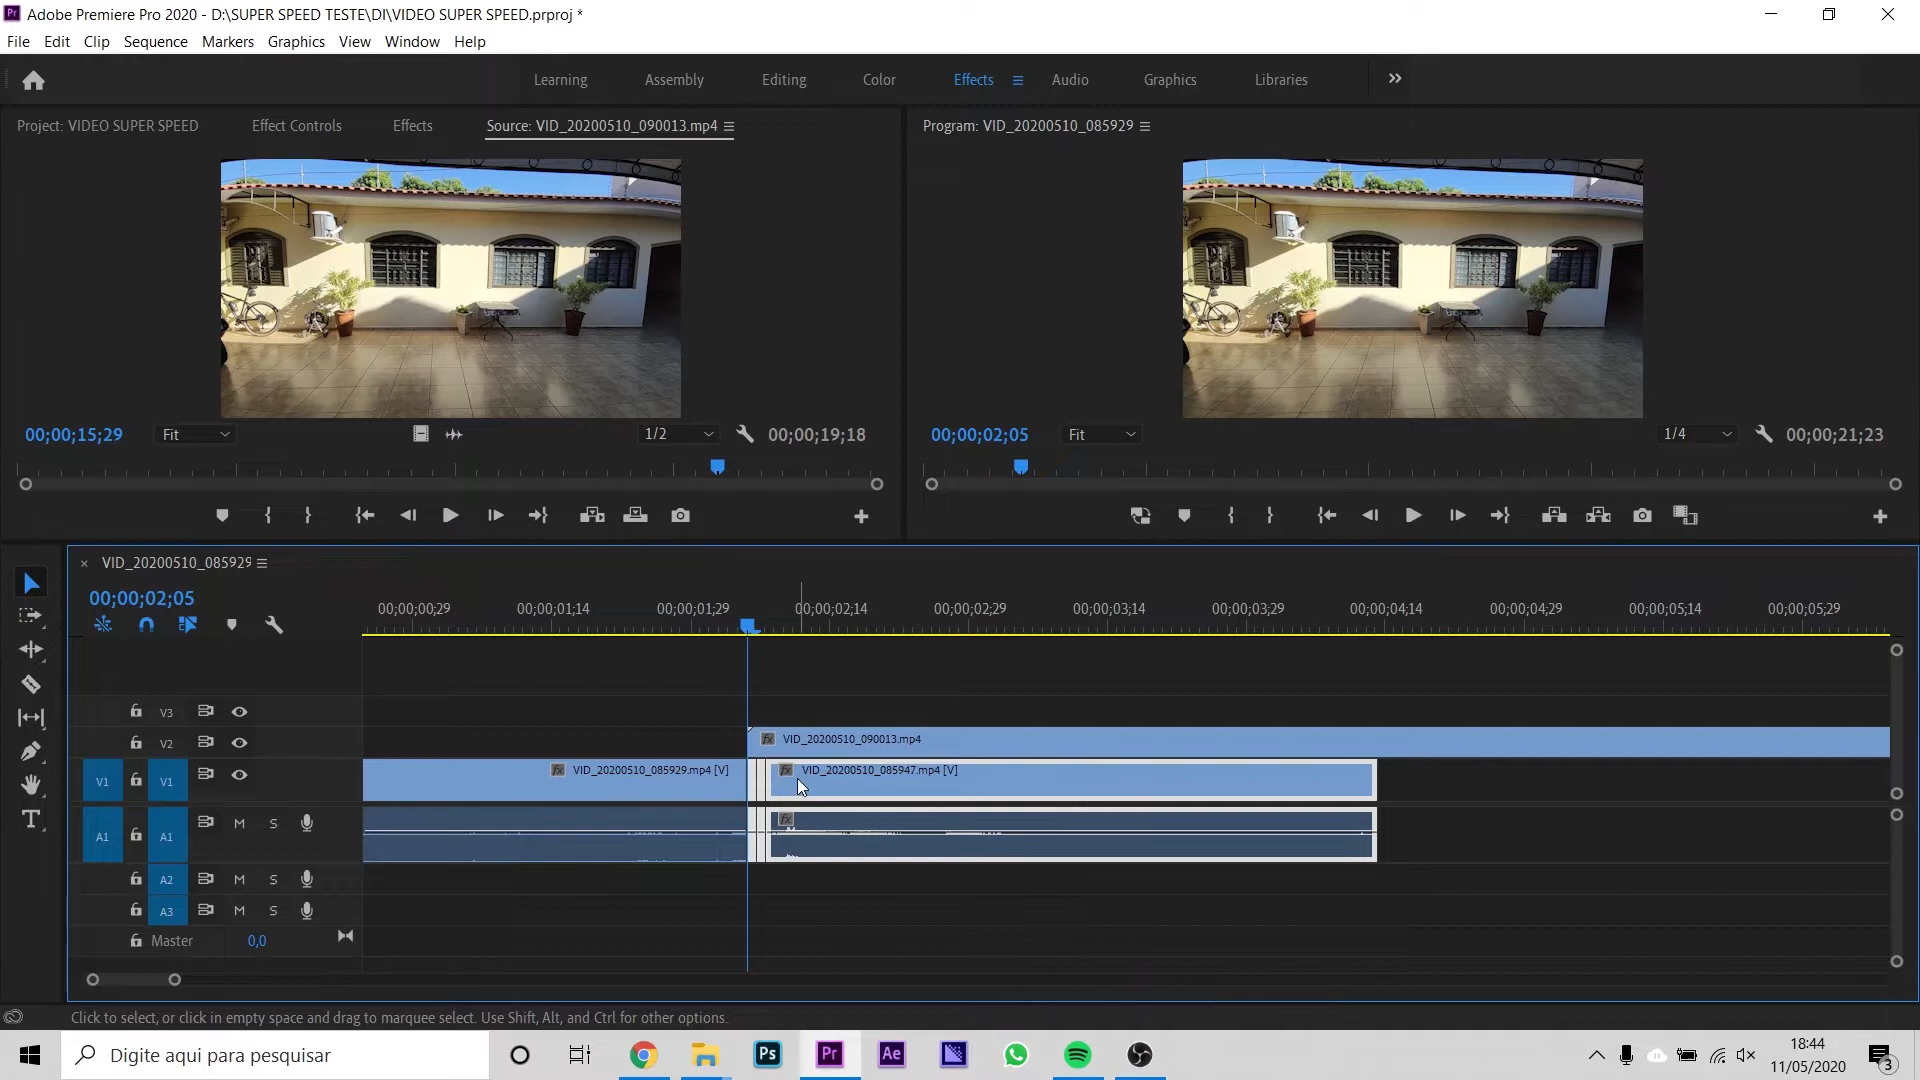 Adobe Premiere Pro 2020 - D:\SUPER SPEED TESTE\DI\VIDEO SUPER SPEED.prproj *
File Edit Clip Sequence Markers Graphics View Window Help
Learning Assembly Editing Color Effects Audio Graphics Libraries
Project: VIDEO SUPER SPEED Effect Controls Effects Source: VID_20200510_090013.mp4
Program: VID_20200510_085929
00;00;15;29 Fit 1/2 00;00;19;18
00;00;02;05 Fit 1/4 00;00;21;23
× VID_20200510_085929
00;00;02;05
00;00;00;29 00;00;01;14 00;00;01;29 00;00;02;14 00;00;02;29 00;00;03;14 00;00;03;29 00;00;04;14 00;00;04;29 00;00;05;14 00;00;05;29
V3
V2
fx VID_20200510_090013.mp4
V1 V1
fx VID_20200510_085929.mp4 [V] fx VID_20200510_085947.mp4 [V]
A1 A1 M S
fx
A2 M S
A3 M S
Master 0,0
Click to select, or click in empty space and drag to marquee select. Use Shift, Alt, and Ctrl for other options.
Digite aqui para pesquisar
Ps Pr Ae
18:44
11/05/2020
3